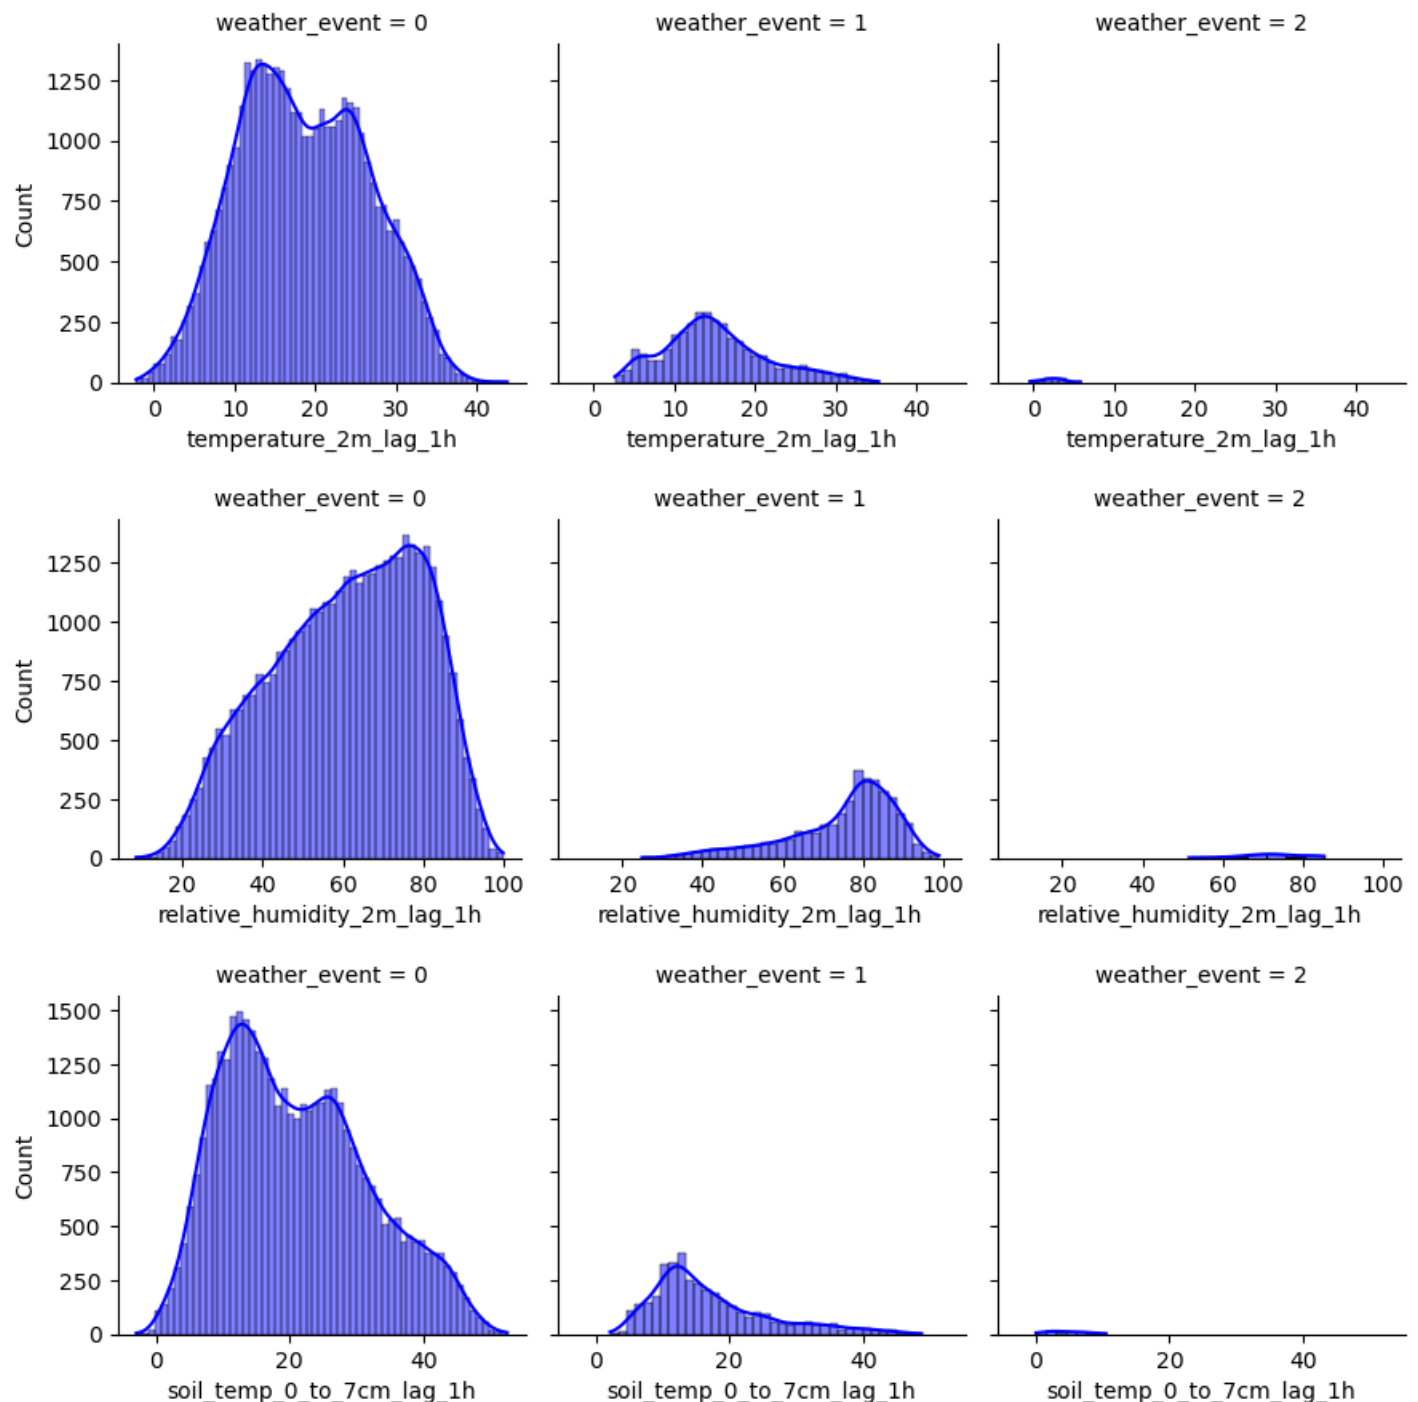 weather_event = 0
weather_event = 1
weather_event = 2
1250
1000
750
500
250
0
Count
0 10 20 30 40
0 10 20 30 40
0 10 20 30 40
temperature_2m_lag_1h
temperature_2m_lag_1h
temperature_2m_lag_1h
weather_event = 0
weather_event = 1
weather_event = 2
1250
1000
750
500
250
0
Count
20 40 60 80 100
20 40 60 80 100
20 40 60 80 100
relative_humidity_2m_lag_1h
relative_humidity_2m_lag_1h
relative_humidity_2m_lag_1h
weather_event = 0
weather_event = 1
weather_event = 2
1500
1250
1000
750
500
250
0
Count
0 20 40
0 20 40
0 20 40
soil_temp_0_to_7cm_lag_1h
soil_temp_0_to_7cm_lag_1h
soil_temp_0_to_7cm_lag_1h